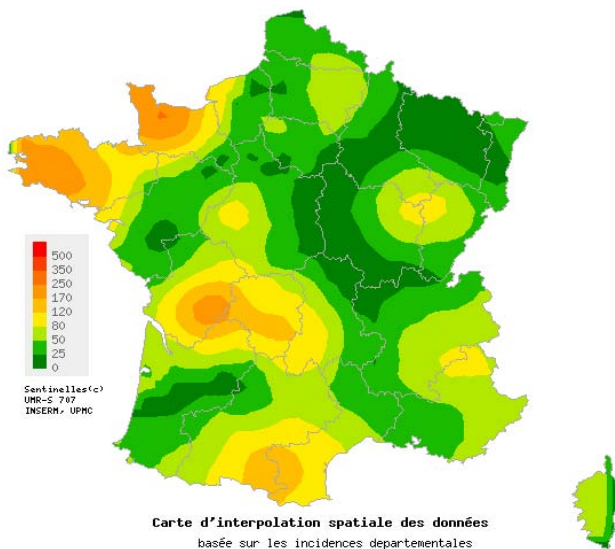 500
350
250
170
120
80
50
25
0
Sentinelles(c)
UMR-S 707
INSERM, UPMC
Carte d'interpolation spatiale des données
basée sur les incidences departementales